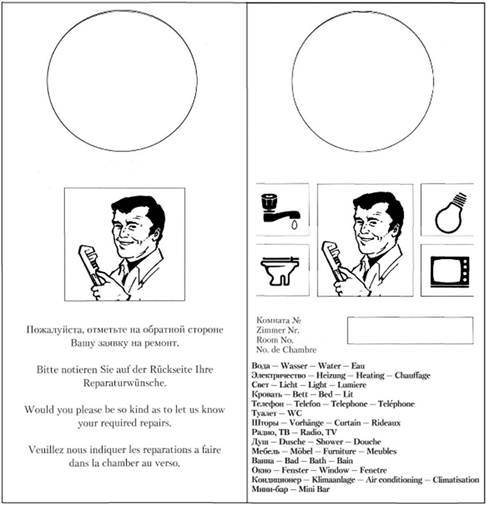 Пожалуйста, отметьте на обратной стороне
Вашу заявку на ремонт.
Bitte notieren Sie auf der Rückseite Ihre
Reparaturwünsche.
Would you please be so kind as to let us know
your required repairs.
Veuillez nous indiquer les reparations a faire
dans la chamber au verso.
Комната №
Zimmer Nr.
Room No.
No. de Chambre
Вода — Wasser — Water — Eau
Электричество — Heizung — Heating — Chauffage
Свет — Licht — Light — Lumiere
Кровать — Bett — Bed — Lit
Телефон — Telefon — Telephone — Teléphone
Туалет — WC
Шторы — Vorhänge — Curtain — Rideaux
Радио, ТВ — Radio, TV
Душ — Dusche — Shower — Douche
Мебель — Möbel — Furniture — Meubles
Ванна — Bad — Bath — Bain
Окно — Fenster — Window — Fenetre
Кондиционер — Klimaanlage — Air conditioning — Climatisation
Мини-бар — Mini Bar